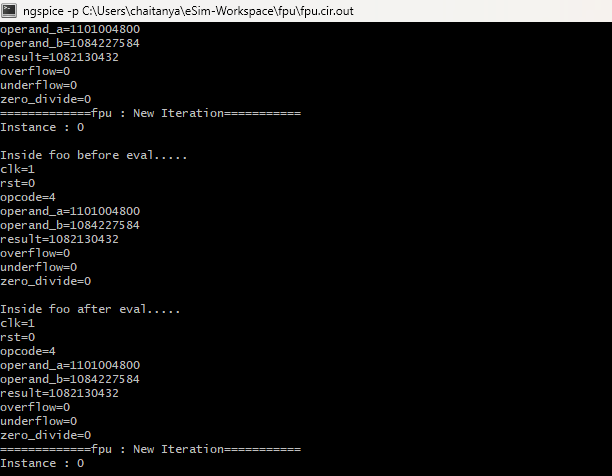 ngspice -p C:\Users\chaitanya\eSim-Workspace\fpu\fpu.cir.out
operand_a=1101004800
operand_b=1084227584
result=1082130432
overflow=0
underflow=0
zero_divide=0
=============fpu : New Iteration===========
Instance : 0
Inside foo before eval.....
clk=1
rst=0
opcode=4
operand_a=1101004800
operand_b=1084227584
result=1082130432
overflow=0
underflow=0
zero_divide=0
Inside foo after eval.....
clk=1
rst=0
opcode=4
operand_a=1101004800
operand_b=1084227584
result=1082130432
overflow=0
underflow=0
zero_divide=0
=============fpu : New Iteration===========
Instance : 0